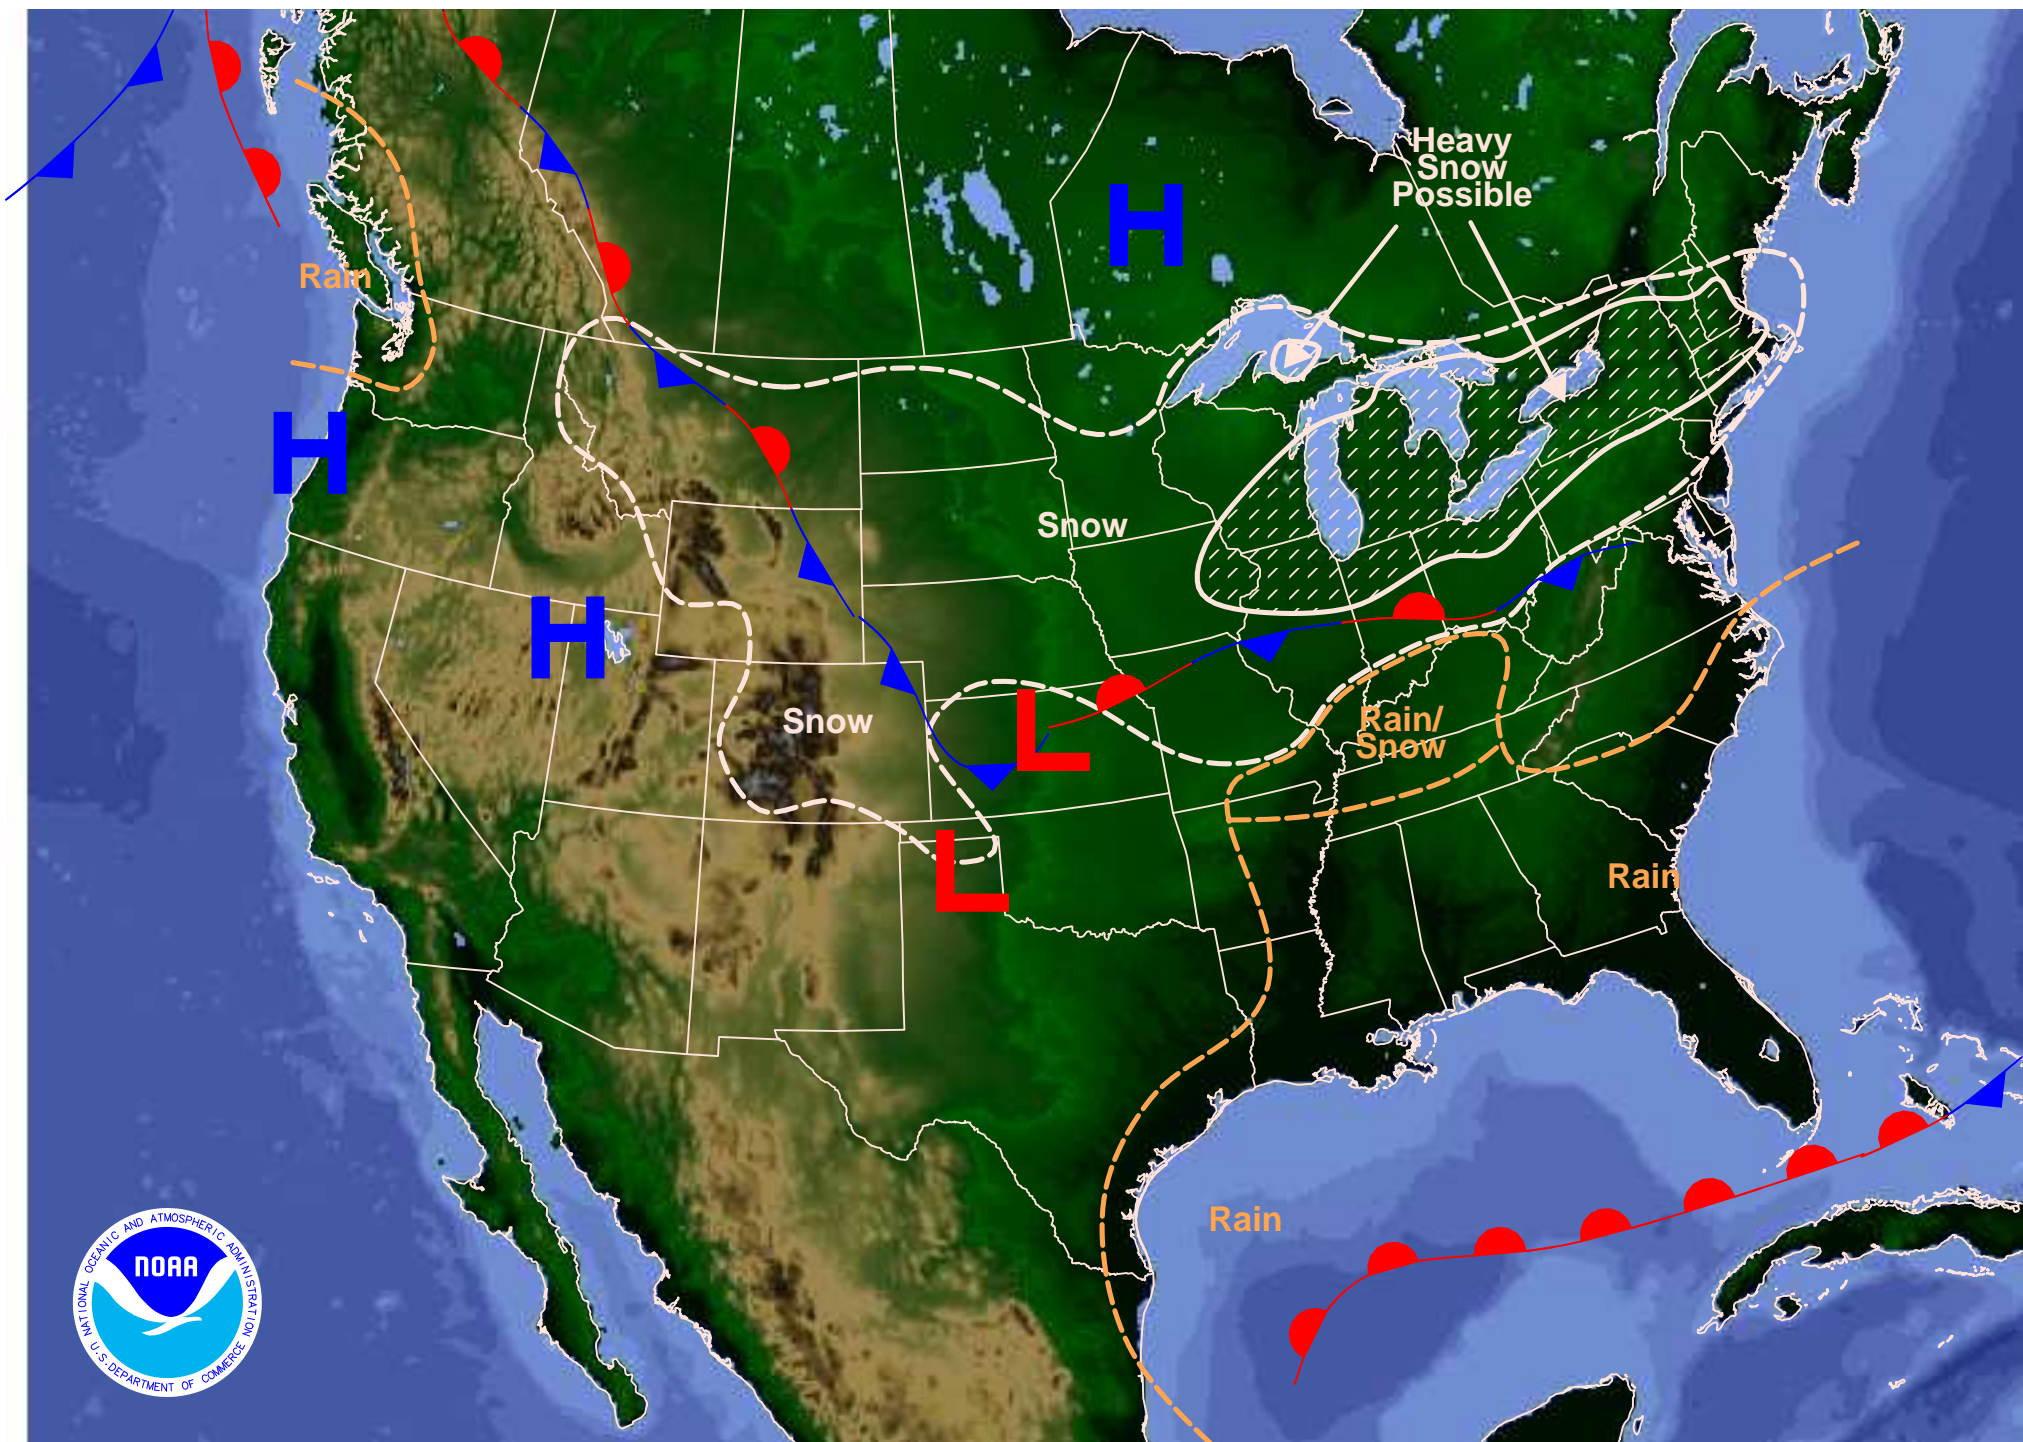 Heavy
Snow
Possible
H
Rain
H
Snow
H
Snow
L
Rain/
Snow
L
Rain
Rain
NATIONAL OCEANIC AND ATMOSPHERIC ADMINISTRATION
NOAA
U.S. DEPARTMENT OF COMMERCE